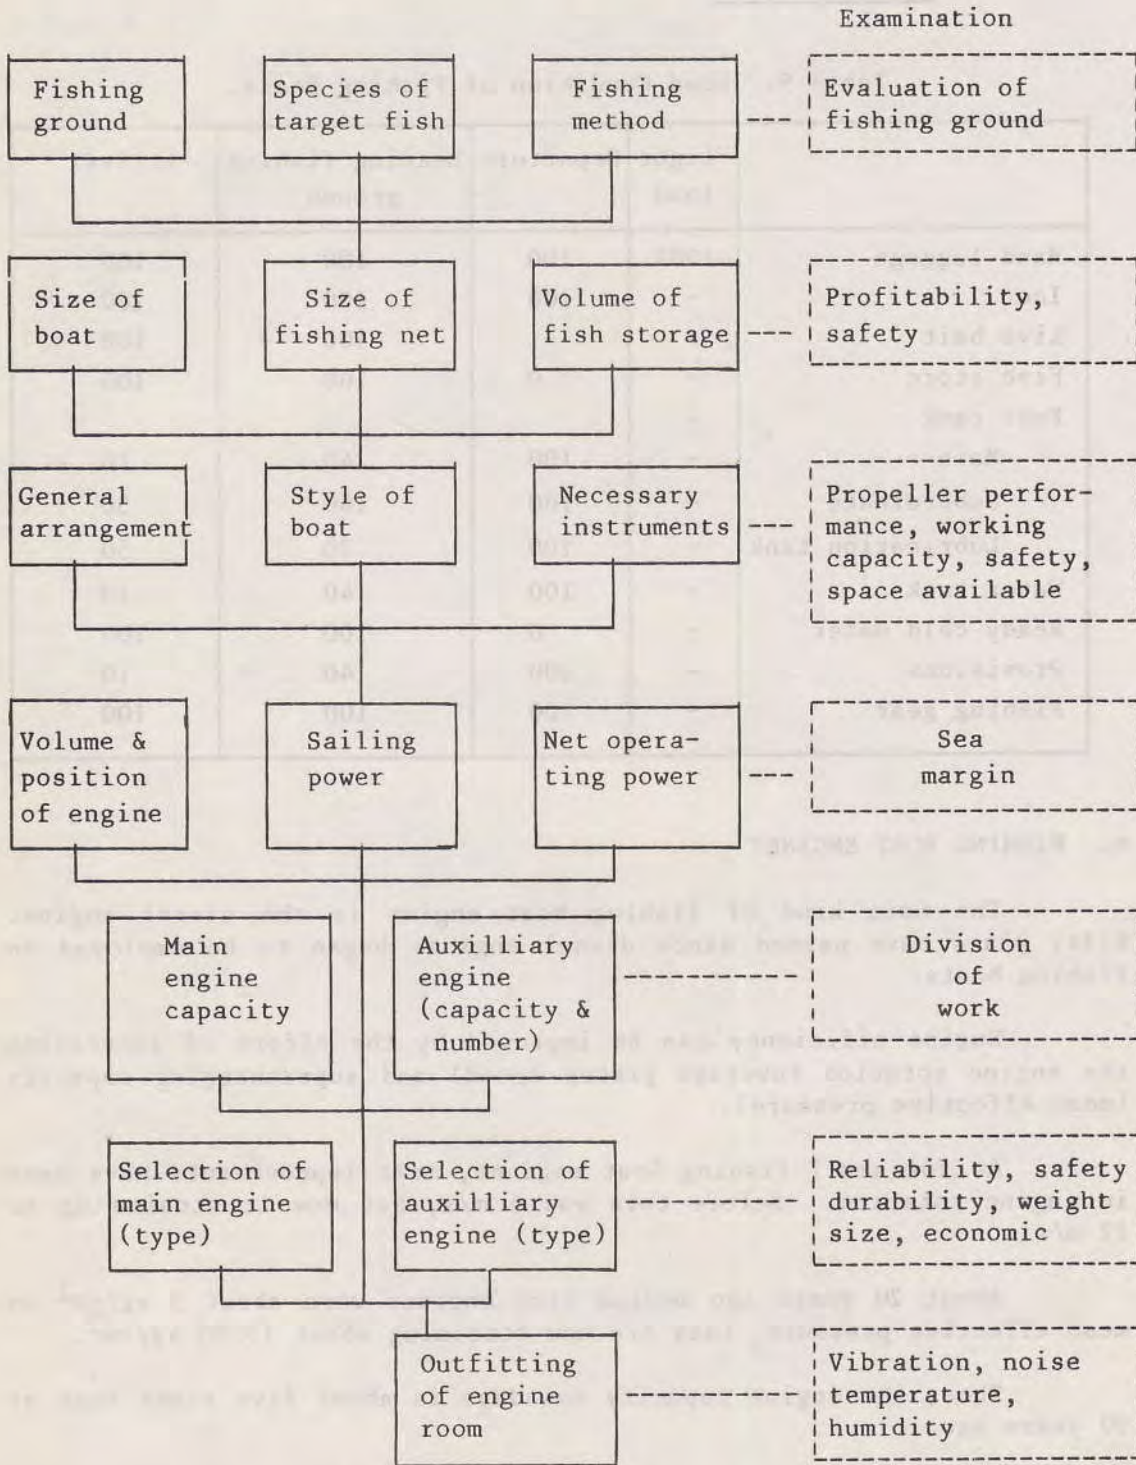 Examination
Fishing
ground
Species of
target fish
Fishing
method
Evaluation of
fishing ground
Size of
boat
Size of
fishing net
Volume of
fish storage
Profitability,
safety
General
arrangement
Style of
boat
Necessary
instruments
Propeller perfor-
mance, working
capacity, safety,
space available
Volume &
position
of engine
Sailing
power
Net opera-
ting power
Sea
margin
Main
engine
capacity
Auxilliary
engine
(capacity &
number)
Division
of
work
Selection of
main engine
(type)
Selection of
auxilliary
engine (type)
Reliability, safety
durability, weight
size, economic
Outfitting
of engine
room
Vibration, noise
temperature,
humidity